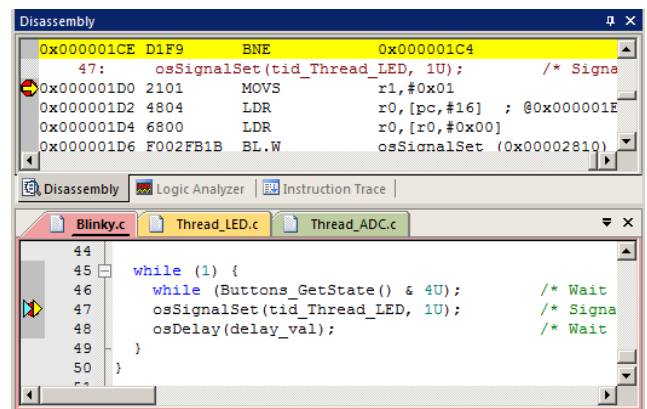 Disassembly
0x000001CE D1F9 BNE 0x000001C4
47: osSignalSet(tid_Thread_LED, 1U); /* Signa
0x000001D0 2101 MOVS r1,#0x01
0x000001D2 4804 LDR r0,[pc,#16] ; @0x000001E
0x000001D4 6800 LDR r0,[r0,#0x00]
0x000001D6 F002FB1B BL.W osSignalSet (0x00002810)
Disassembly Logic Analyzer Instruction Trace
Blinky.c Thread_LED.c Thread_ADC.c
44
45 while (1) {
46 while (Buttons_GetState() & 4U); /* Wait
47 osSignalSet(tid_Thread_LED, 1U); /* Signa
48 osDelay(delay_val); /* Wait
49 }
50 }